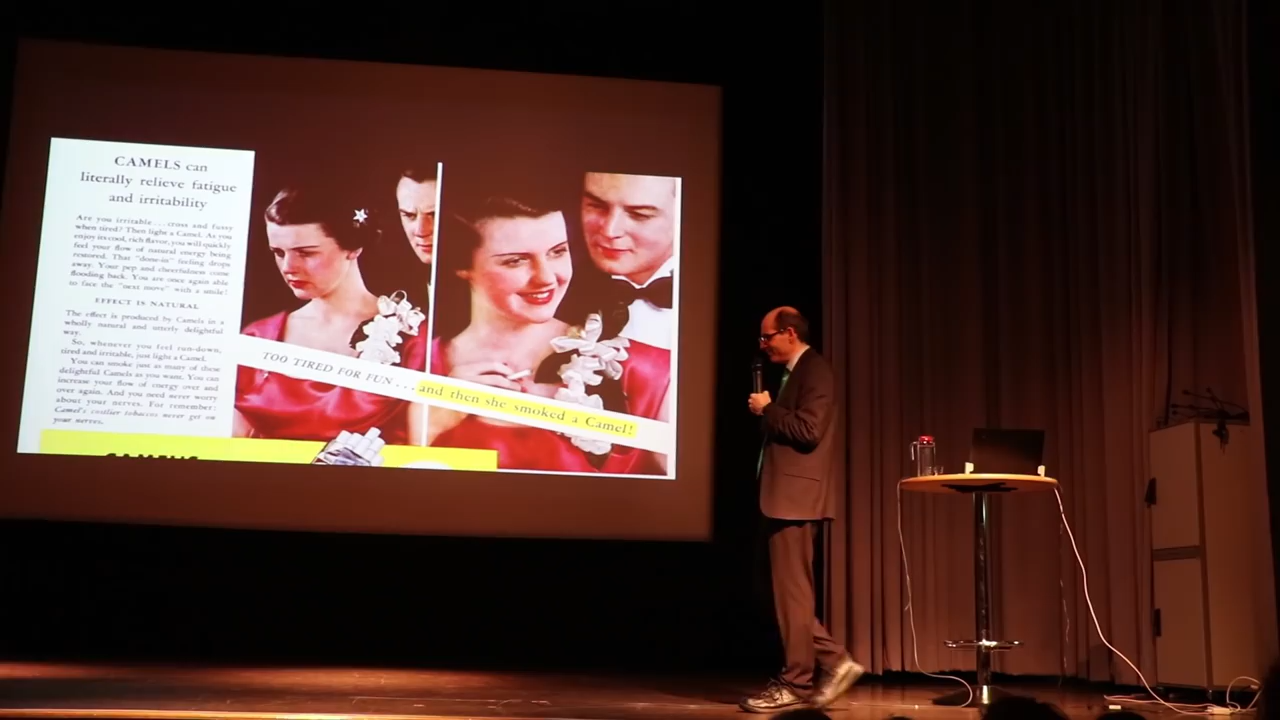 CAMELS can
literally relieve fatigue
and irritability
Are you irritable...cross and fussy
when tired? Then light a Camel. As you
enjoy its cool, rich flavor, you will quickly
feel your flow of natural energy being
restored. That "done-in" feeling drops
away. Your pep and cheerfulness come
flooding back. You are once again able
to face the "next move" with a smile!
EFFECT IS NATURAL
The effect is produced by Camels in a
wholly natural and utterly delightful
way.
So, whenever you feel run-down,
tired and irritable, just light a Camel.
You can smoke just as many of these
delightful Camels as you want. You can
increase your flow of energy over and
over again. And you need never worry
about your nerves. For remember:
Camel's costlier tobaccos never get on
your nerves.
TOO TIRED FOR FUN...and then she smoked a Camel!